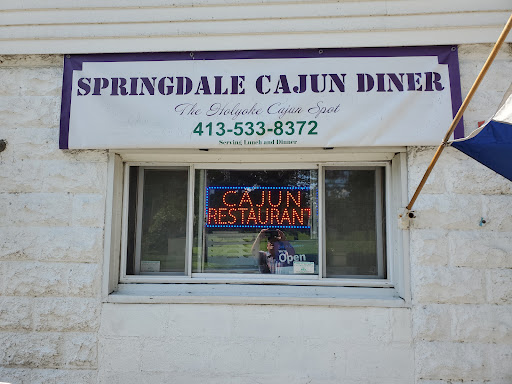 SPRINGDALE CAJUN DINER
The Holyoke Cajun Spot
413-533-8372
Serving Lunch and Dinner
CAJUN
RESTAURANT
Open